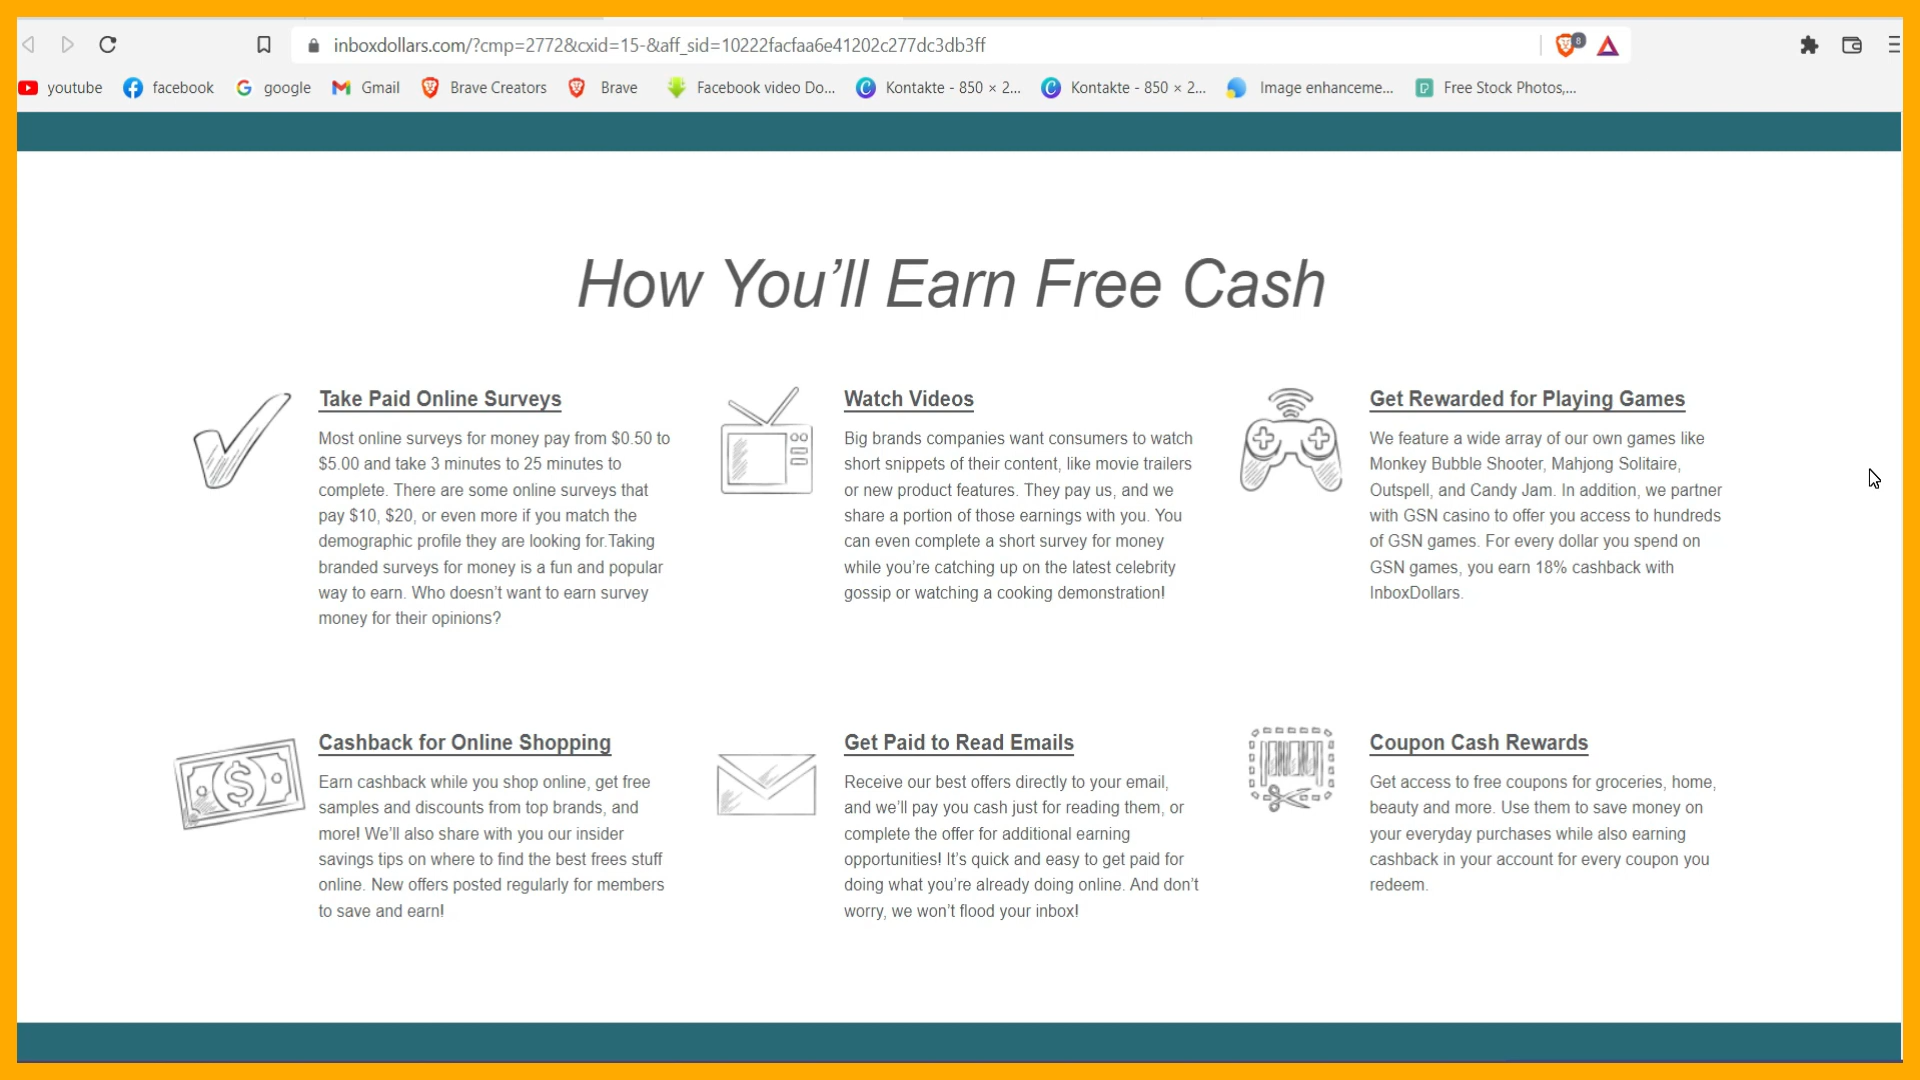 inboxdollars.com/?cmp=2772&cxid=15-&aff_sid=10222facfaa6e41202c277dc3db3ff
8
youtube
facebook
google
Gmail
Brave Creators
Brave
Facebook video Do...
Kontakte - 850 × 2...
Kontakte - 850 × 2...
Image enhanceme...
Free Stock Photos,...
How You’ll Earn Free Cash
Take Paid Online Surveys
Most online surveys for money pay from $0.50 to
$5.00 and take 3 minutes to 25 minutes to
complete. There are some online surveys that
pay $10, $20, or even more if you match the
demographic profile they are looking for.Taking
branded surveys for money is a fun and popular
way to earn. Who doesn’t want to earn survey
money for their opinions?
Watch Videos
Big brands companies want consumers to watch
short snippets of their content, like movie trailers
or new product features. They pay us, and we
share a portion of those earnings with you. You
can even complete a short survey for money
while you’re catching up on the latest celebrity
gossip or watching a cooking demonstration!
Get Rewarded for Playing Games
We feature a wide array of our own games like
Monkey Bubble Shooter, Mahjong Solitaire,
Outspell, and Candy Jam. In addition, we partner
with GSN casino to offer you access to hundreds
of GSN games. For every dollar you spend on
GSN games, you earn 18% cashback with
InboxDollars.
Cashback for Online Shopping
Earn cashback while you shop online, get free
samples and discounts from top brands, and
more! We’ll also share with you our insider
savings tips on where to find the best frees stuff
online. New offers posted regularly for members
to save and earn!
Get Paid to Read Emails
Receive our best offers directly to your email,
and we’ll pay you cash just for reading them, or
complete the offer for additional earning
opportunities! It’s quick and easy to get paid for
doing what you’re already doing online. And don’t
worry, we won’t flood your inbox!
Coupon Cash Rewards
Get access to free coupons for groceries, home,
beauty and more. Use them to save money on
your everyday purchases while also earning
cashback in your account for every coupon you
redeem.